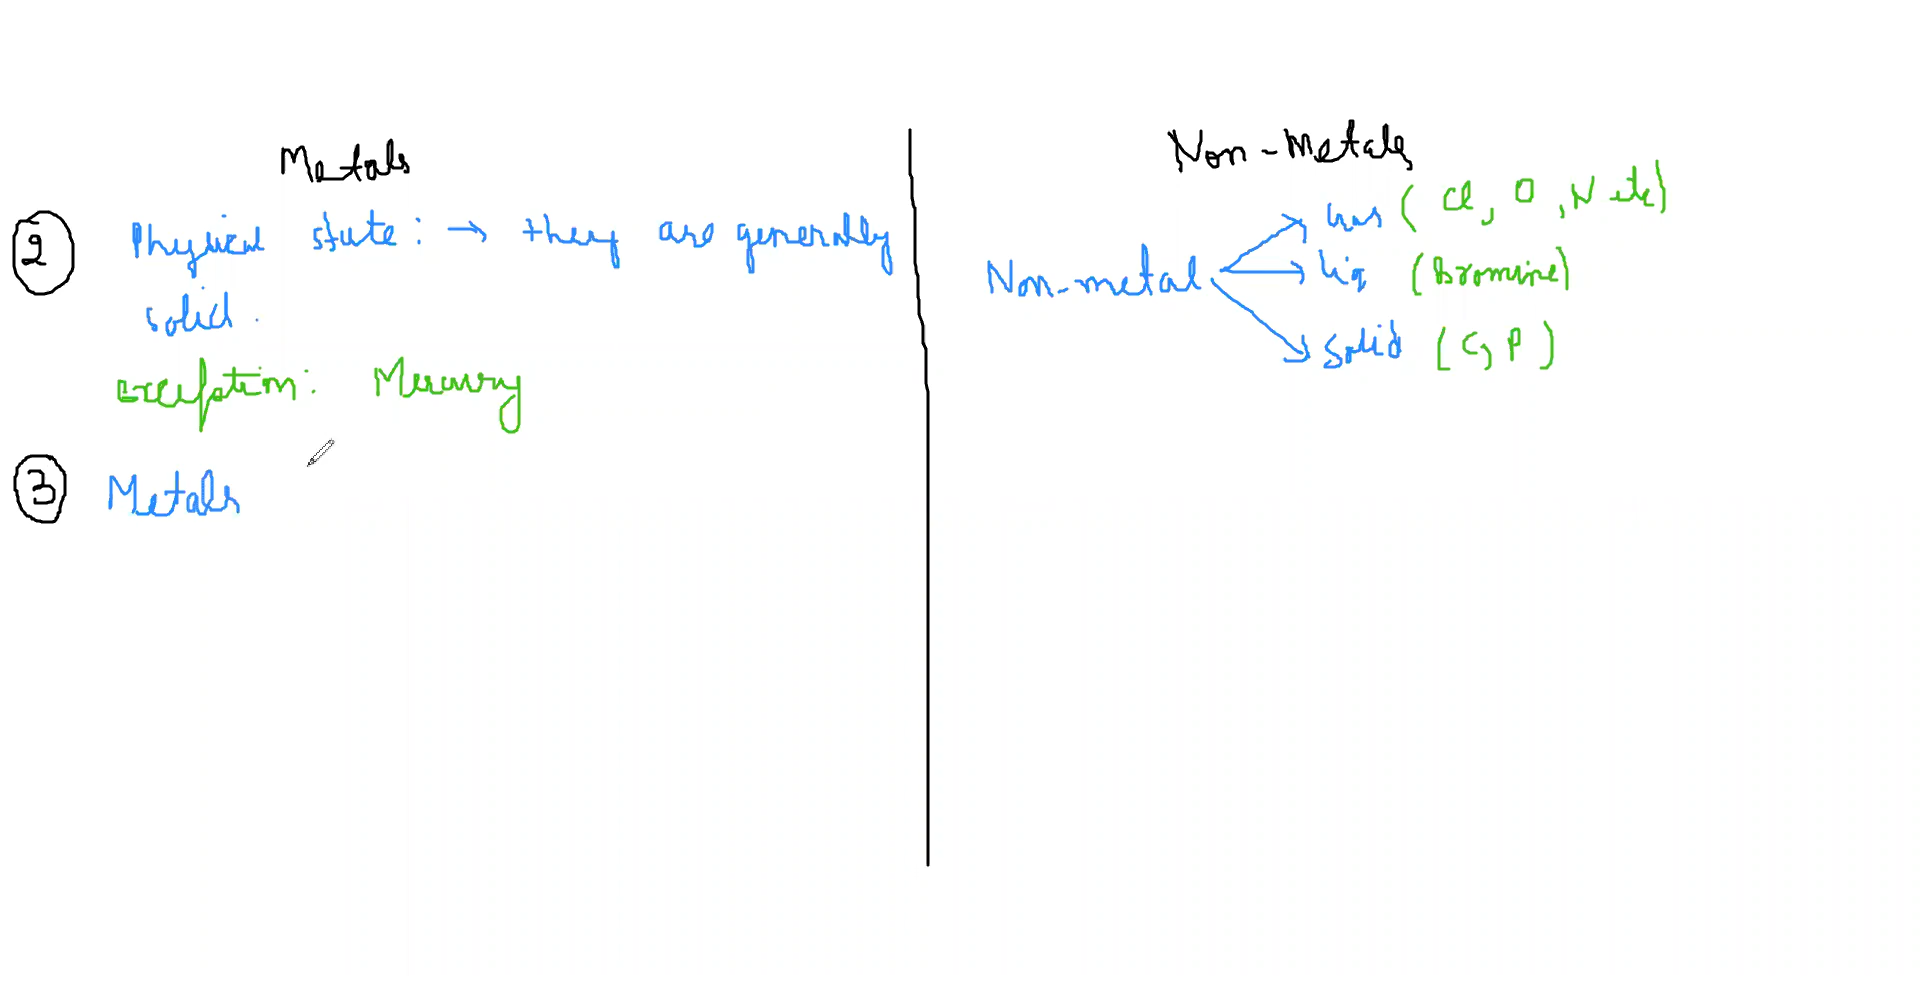 Metals
② Physical state: → they are generally
solid.
exception: Mercury
③ Metals
Non-Metals
Non-metal
Gas (Cl, O, N etc)
Liq (Bromine)
Solid (C, P)